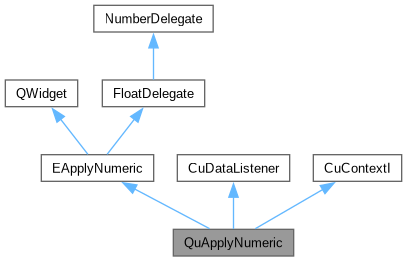 NumberDelegate
QWidget
FloatDelegate
EApplyNumeric
CuDataListener
CuContextI
QuApplyNumeric